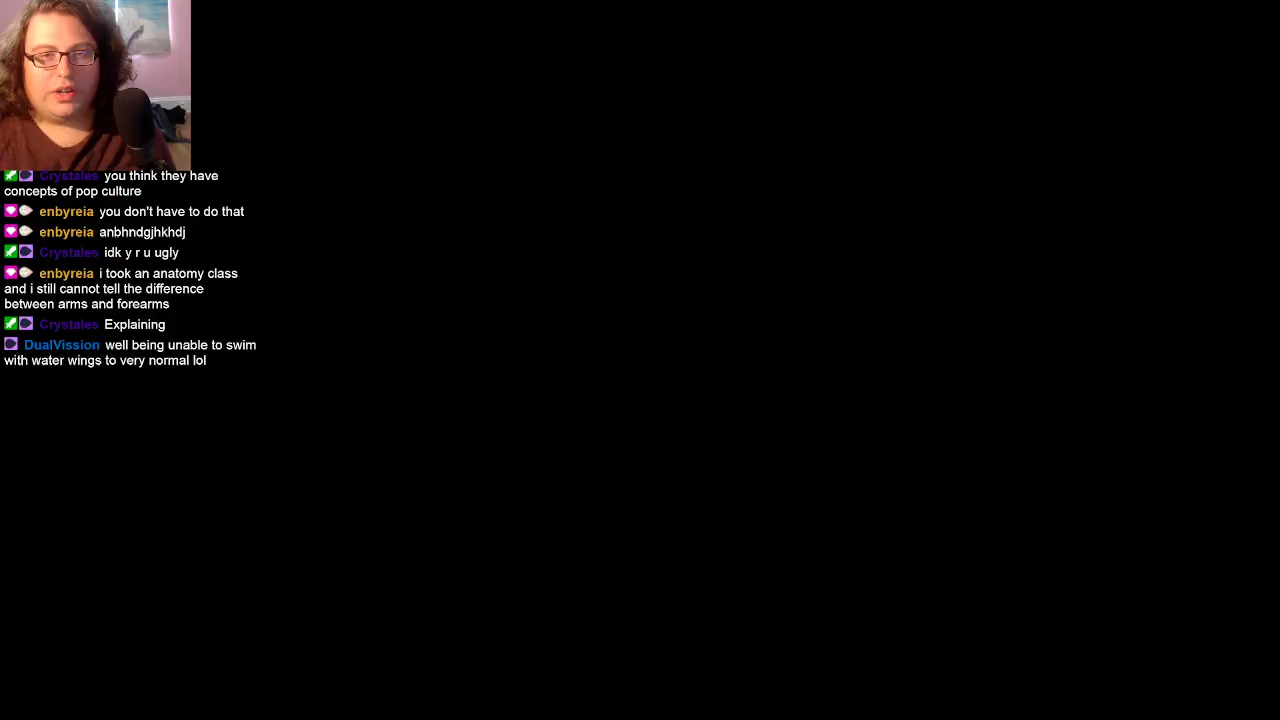 Crystales you think they have
concepts of pop culture
enbyreia you don't have to do that
enbyreia anbhndgjhkhdj
Crystales idk y r u ugly
enbyreia i took an anatomy class
and i still cannot tell the difference
between arms and forearms
Crystales Explaining
DualVission well being unable to swim
with water wings to very normal lol